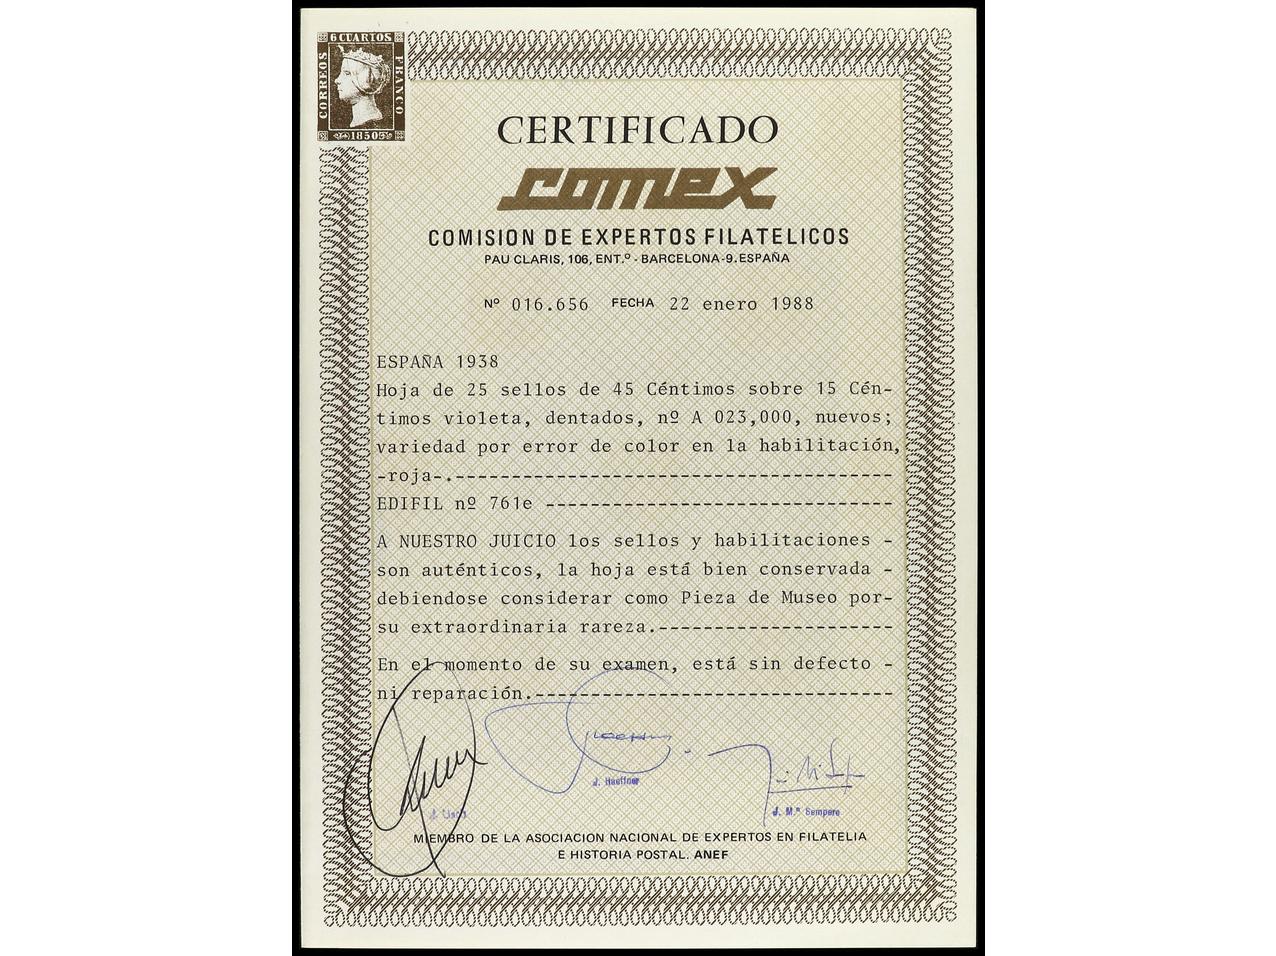 6 CUARTOS
CORREOS
FRANCO
1850
CERTIFICADO
comex
COMISION DE EXPERTOS FILATELICOS
PAU CLARIS, 106, ENT.º - BARCELONA-9. ESPAÑA
Nº 016.656 FECHA 22 enero 1988
ESPAÑA 1938
Hoja de 25 sellos de 45 Céntimos sobre 15 Cén-
timos violeta, dentados, nº A 023,000, nuevos;
variedad por error de color en la habilitación,
-roja-.---------------------------------------
EDIFIL nº 761e -------------------------------
A NUESTRO JUICIO los sellos y habilitaciones -
son auténticos, la hoja está bien conservada -
debiendose considerar como Pieza de Museo por-
su extraordinaria rareza.---------------------
En el momento de su examen, está sin defecto -
ni reparación.--------------------------------
J. Haeffner
J. M.ª Sempere
MIEMBRO DE LA ASOCIACION NACIONAL DE EXPERTOS EN FILATELIA
E HISTORIA POSTAL. ANEF